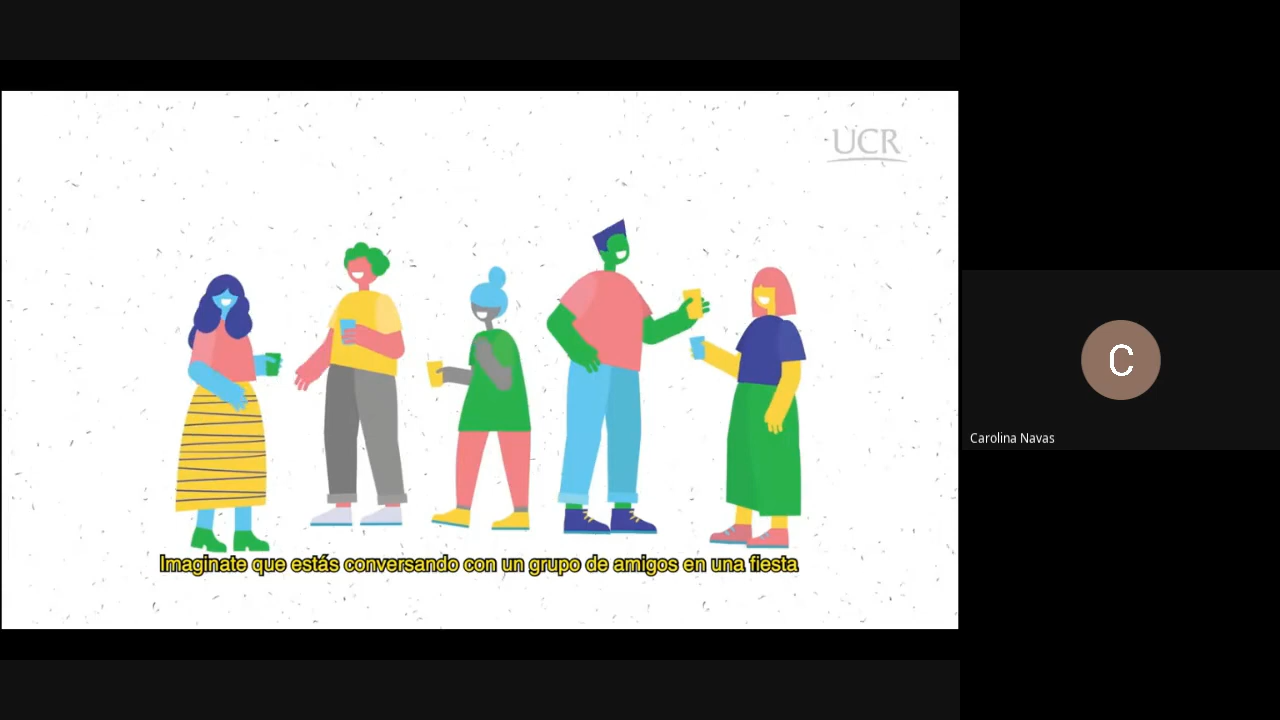 UCR
Imaginate que estás conversando con un grupo de amigos en una fiesta
C
Carolina Navas